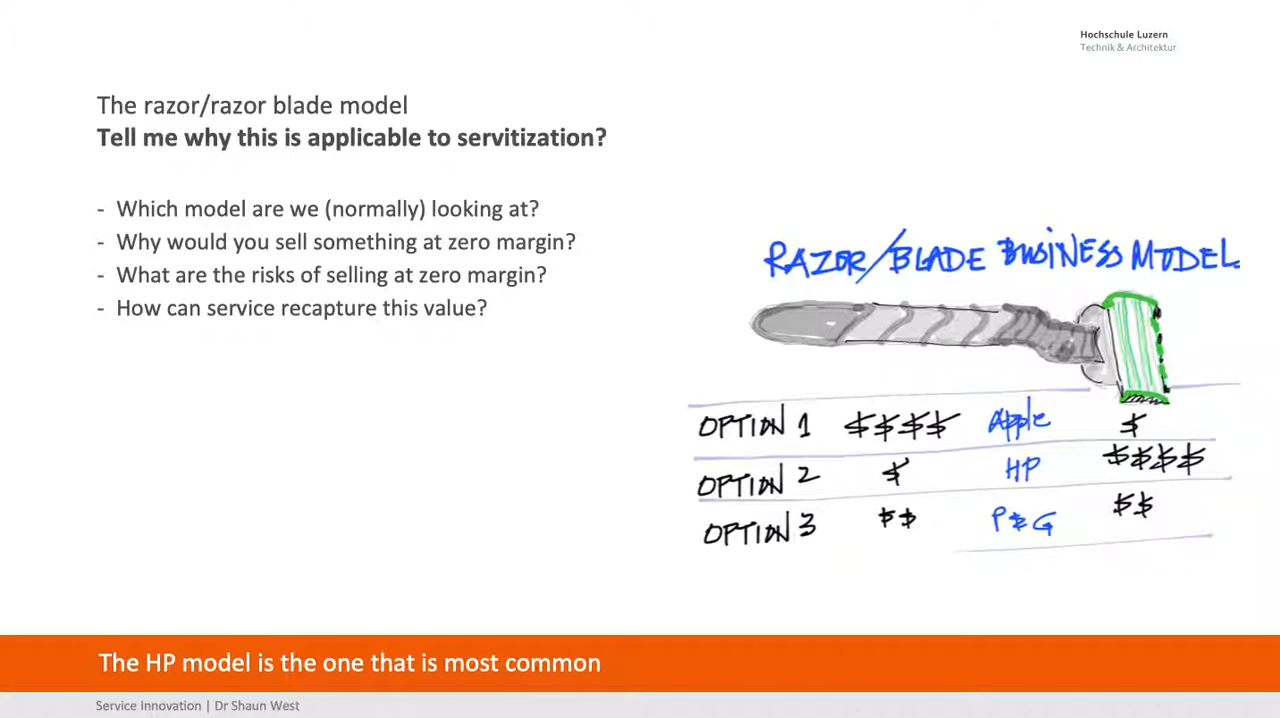 Hochschule Luzern
Technik & Architektur
The razor/razor blade model
Tell me why this is applicable to servitization?
- Which model are we (normally) looking at?
- Why would you sell something at zero margin?
- What are the risks of selling at zero margin?
- How can service recapture this value?
RAZOR/BLADE BUSINESS MODEL
OPTION 1 $$$$ Apple $
OPTION 2 $ HP $$$$
OPTION 3 $$ P&G $$
The HP model is the one that is most common
Service Innovation | Dr Shaun West